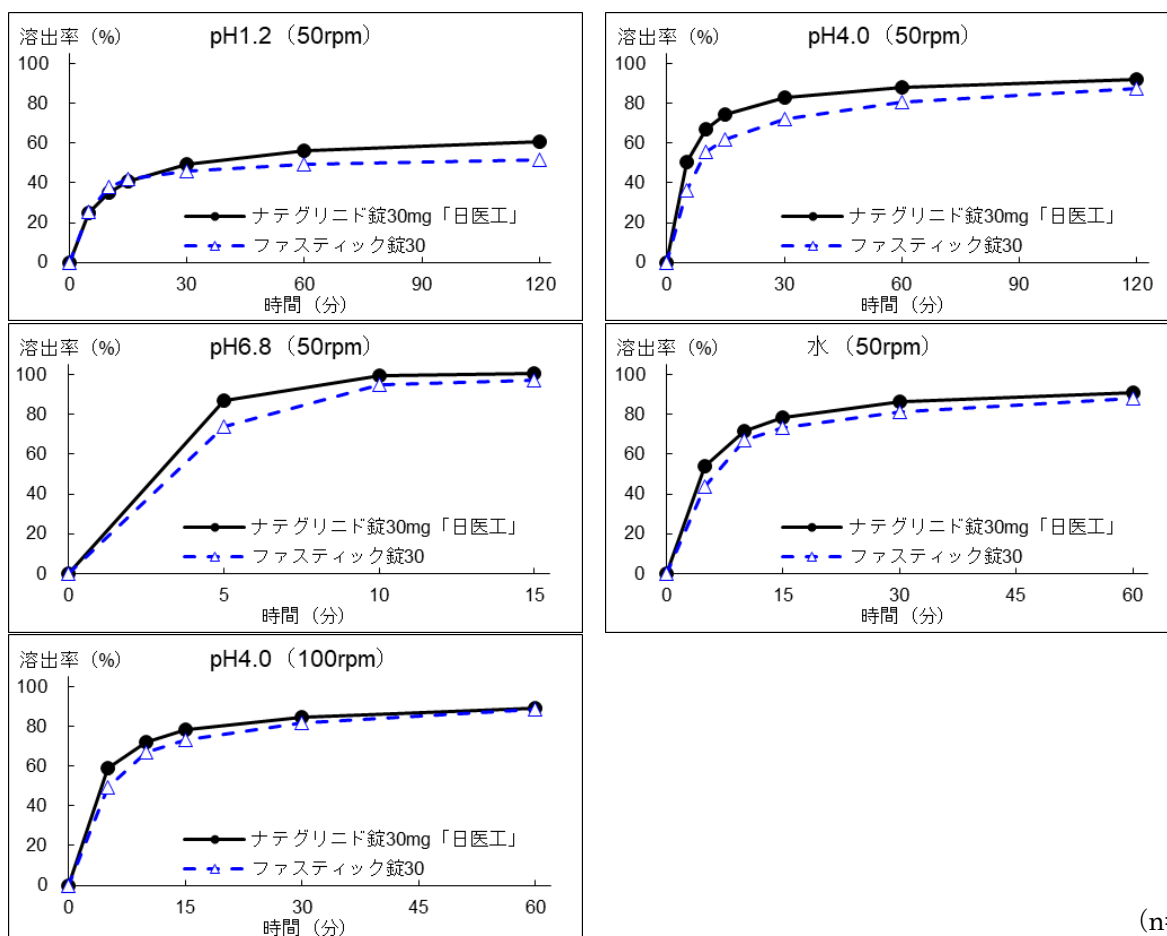 溶出率（%） pH1.2（50rpm）
100
80
60
40
20
0
ナテグリニド錠30mg「日医工」
ファスティック錠30
0 30 60 90 120
時間（分）
溶出率（%） pH4.0（50rpm）
100
80
60
40
20
0
ナテグリニド錠30mg「日医工」
ファスティック錠30
0 30 60 90 120
時間（分）
溶出率（%） pH6.8（50rpm）
100
80
60
40
20
0
ナテグリニド錠30mg「日医工」
ファスティック錠30
0 5 10 15
時間（分）
溶出率（%） 水（50rpm）
100
80
60
40
20
0
ナテグリニド錠30mg「日医工」
ファスティック錠30
0 15 30 45 60
時間（分）
溶出率（%） pH4.0（100rpm）
100
80
60
40
20
0
ナテグリニド錠30mg「日医工」
ファスティック錠30
0 15 30 45 60
時間（分）
（n=